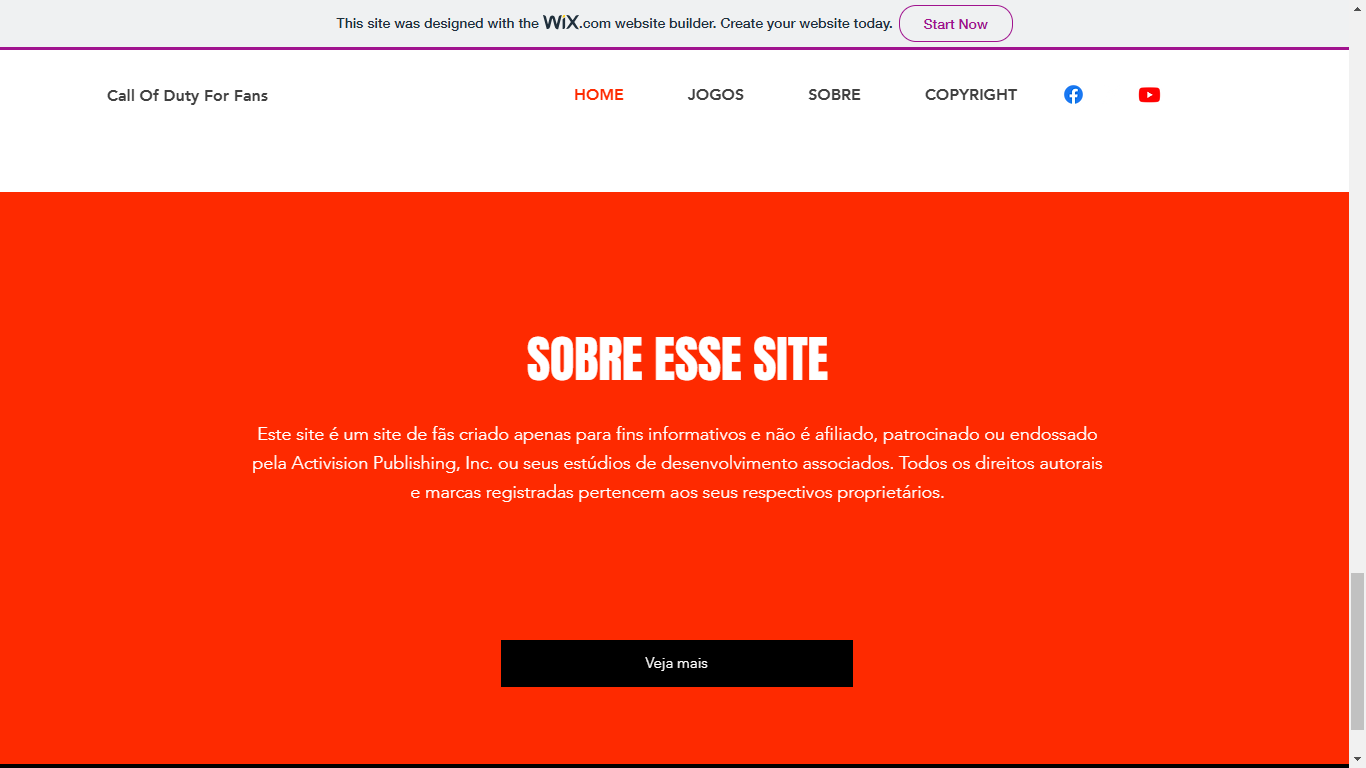 This site was designed with the WiX.com website builder. Create your website today. Start Now
Call Of Duty For Fans HOME JOGOS SOBRE COPYRIGHT
SOBRE ESSE SITE
Este site é um site de fãs criado apenas para fins informativos e não é afiliado, patrocinado ou endossado
pela Activision Publishing, Inc. ou seus estúdios de desenvolvimento associados. Todos os direitos autorais
e marcas registradas pertencem aos seus respectivos proprietários.
Veja mais